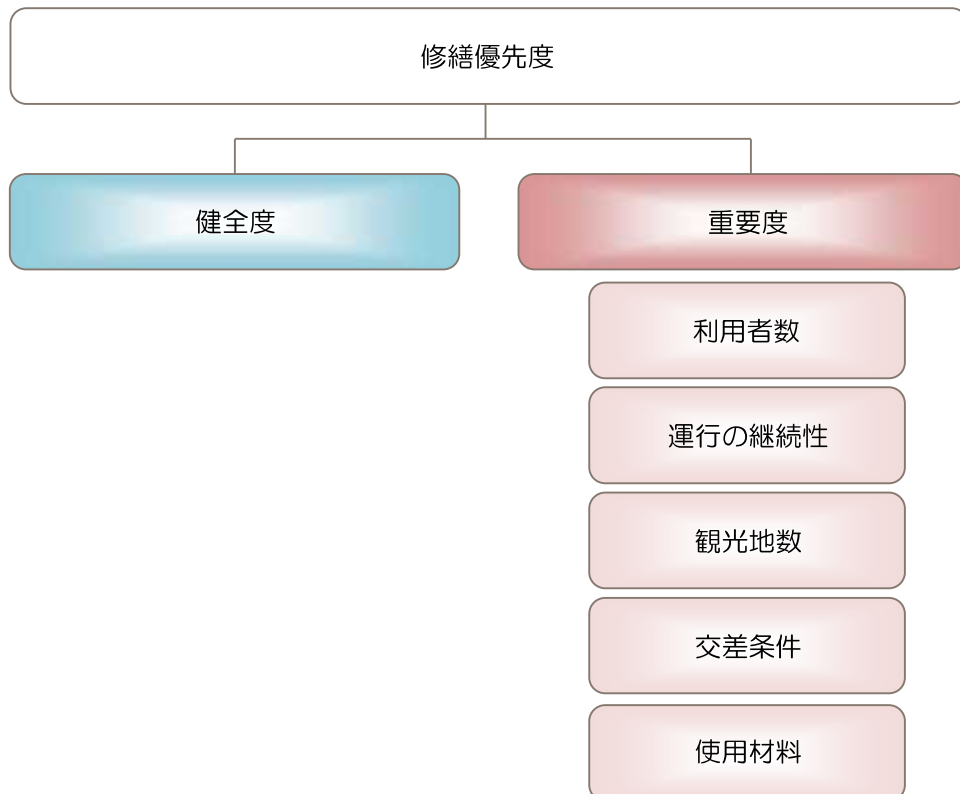 修繕優先度
健全度
重要度
利用者数
運行の継続性
観光地数
交差条件
使用材料